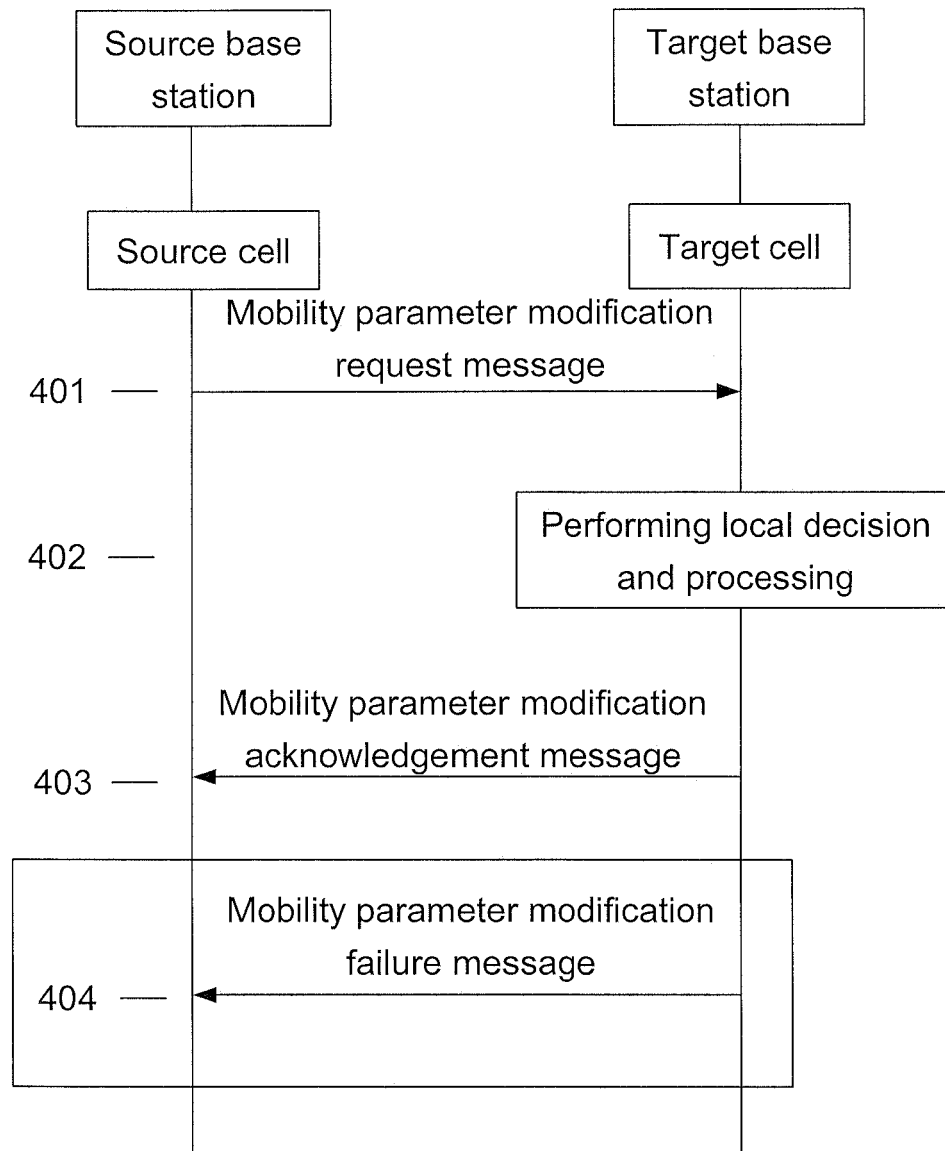 Source base
station
Target base
station
Source cell
Target cell
Mobility parameter modification
request message
401
Performing local decision
and processing
402
Mobility parameter modification
acknowledgement message
403
Mobility parameter modification
failure message
404